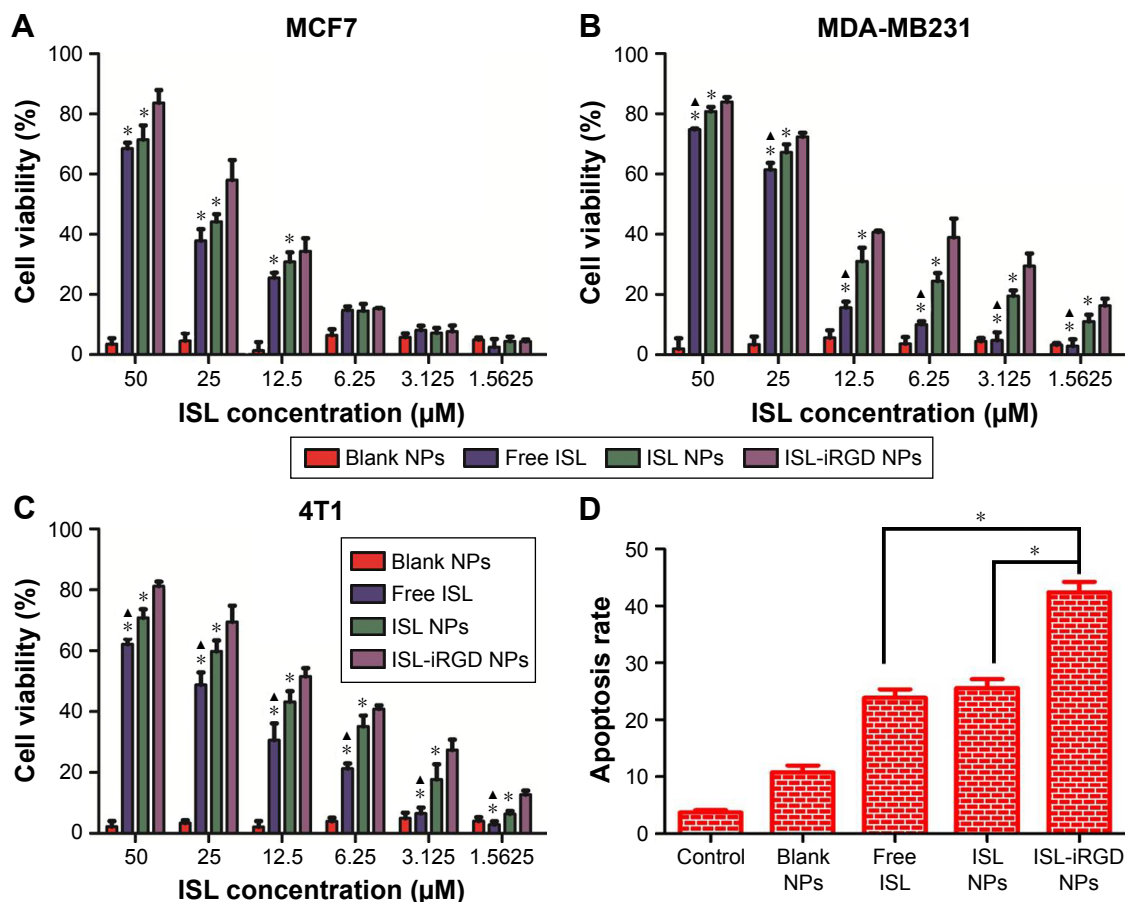 A
MCF7
Cell viability (%)
100
80
60
40
20
0
* * * * * *
50 25 12.5 6.25 3.125 1.5625
ISL concentration (µM)
B
MDA-MB231
Cell viability (%)
100
80
60
40
20
0
▲ ▲ ▲ ▲ ▲ ▲
* * * * * * * * * * * *
50 25 12.5 6.25 3.125 1.5625
ISL concentration (µM)
Blank NPs Free ISL ISL NPs ISL-iRGD NPs
C
4T1
Cell viability (%)
100
80
60
40
20
0
Blank NPs
Free ISL
ISL NPs
ISL-iRGD NPs
▲ ▲ ▲ ▲ ▲ ▲
* * * * * * * * * * * *
50 25 12.5 6.25 3.125 1.5625
ISL concentration (µM)
D
Apoptosis rate
50
40
30
20
10
0
*
*
Control Blank Free ISL ISL-iRGD
NPs ISL NPs NPs